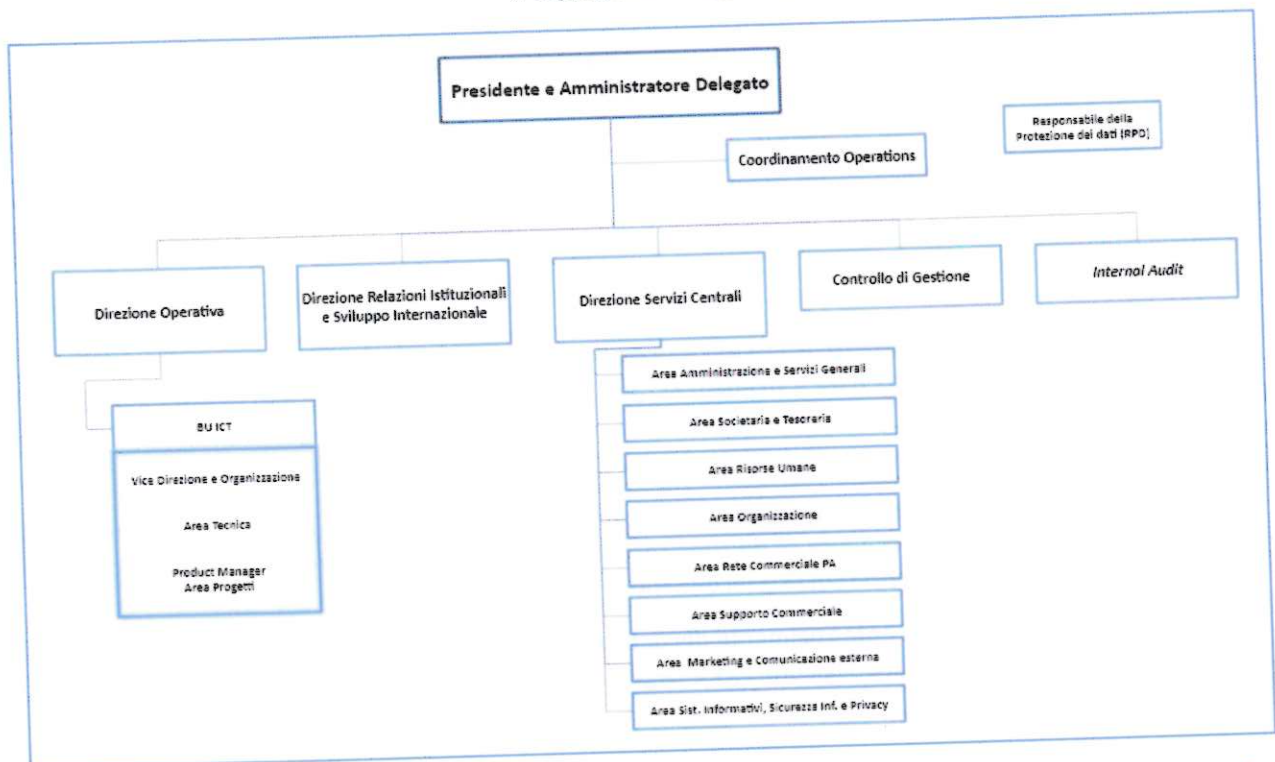 Presidente e Amministratore Delegato
Responsabile della
Protezione dei dati (RPD)
Coordinamento Operations
Direzione Operativa
Direzione Relazioni Istituzionali
e Sviluppo Internazionale
Direzione Servizi Centrali
Controllo di Gestione
Internal Audit
BU ICT
Vice Direzione e Organizzazione
Area Tecnica
Product Manager
Area Progetti
Area Amministrazione e Servizi Generali
Area Societaria e Tesoreria
Area Risorse Umane
Area Organizzazione
Area Rete Commerciale PA
Area Supporto Commerciale
Area Marketing e Comunicazione esterna
Area Sist. Informativi, Sicurezza Inf. e Privacy